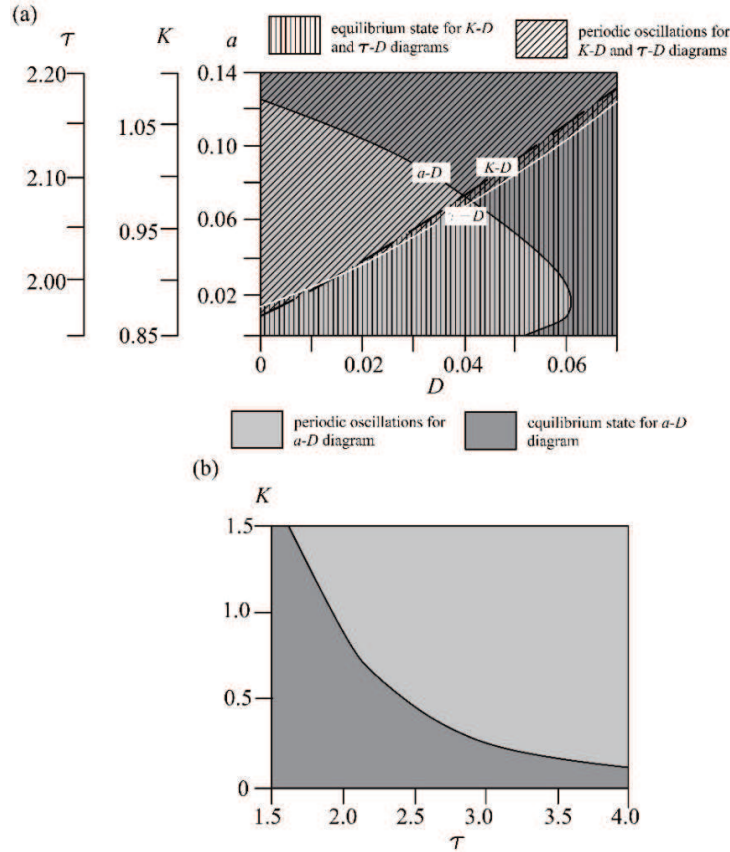 (a)
equilibrium state for K-D
and τ-D diagrams
periodic oscillations for
K-D and τ-D diagrams
τ K a
2.20 0.14
1.05
0.10
2.10
a-D K-D
0.06
0.95 −D
2.00
0.02
0.85
0 0.02 0.04 0.06
D
periodic oscillations for
a-D diagram
equilibrium state for a-D
diagram
(b)
K
1.5
1.0
0.5
0
1.5 2.0 2.5 3.0 3.5 4.0
τ